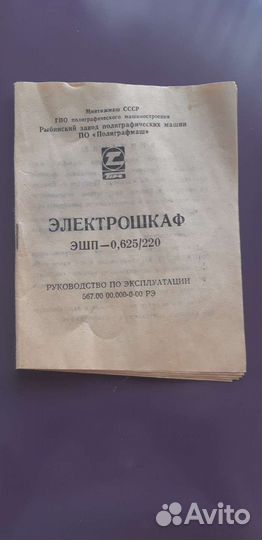 Минтяжмаш СССР
ГПО полиграфического машиностроения
Рыбинский завод полиграфических машин
ПО «Полиграфмаш»
ЭЛЕКТРОШКАФ
ЭШП—0,625/220
РУКОВОДСТВО ПО ЭКСПЛУАТАЦИИ
567.00 00.000-0-00 РЭ
Avito